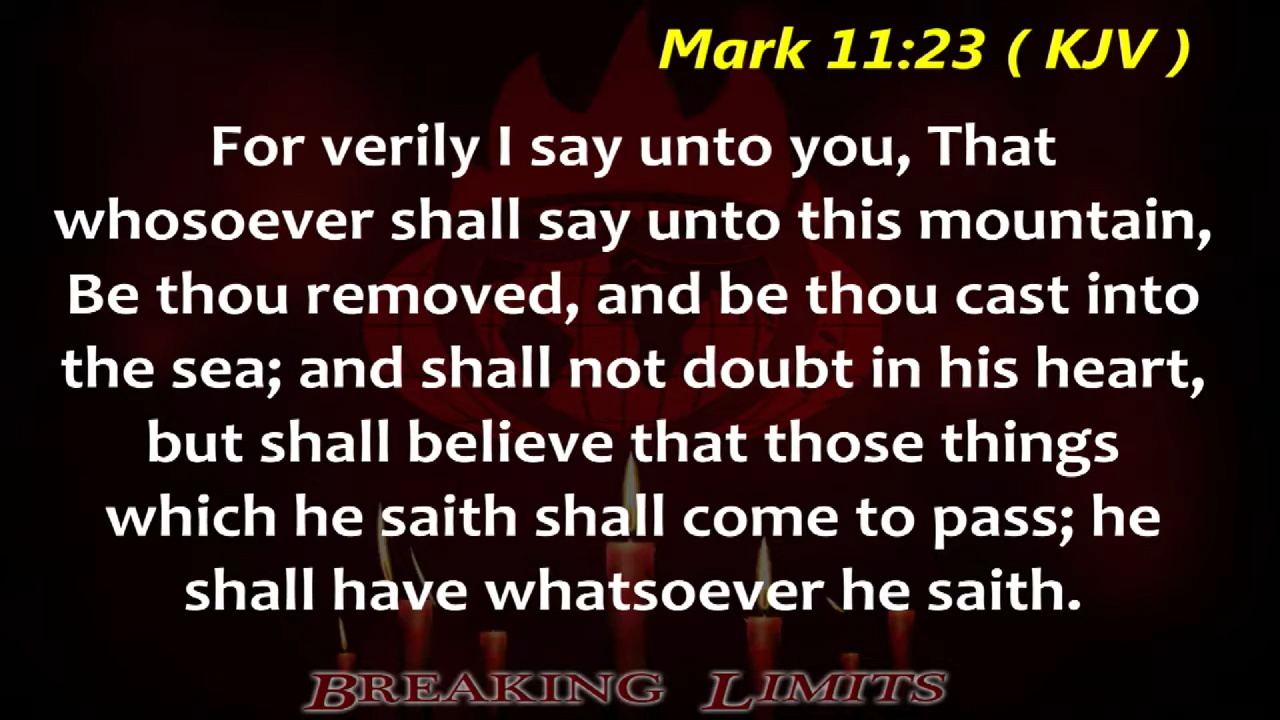 Mark 11:23 ( KJV )
For verily I say unto you, That
whosoever shall say unto this mountain,
Be thou removed, and be thou cast into
the sea; and shall not doubt in his heart,
but shall believe that those things
which he saith shall come to pass; he
shall have whatsoever he saith.
BREAKING LIMITS